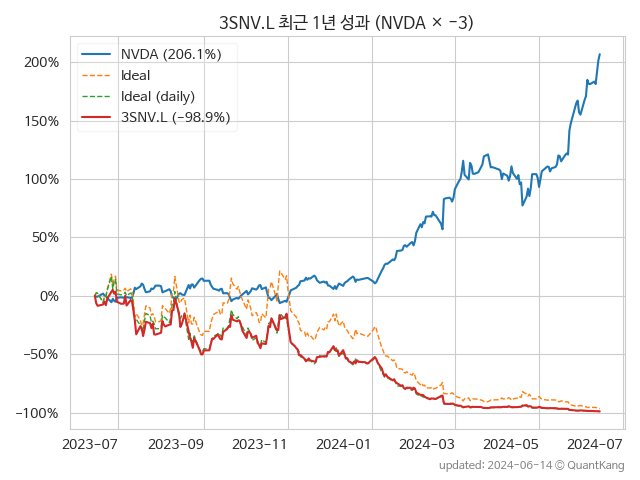 3SNV.L 최근 1년 성과 (NVDA × −3)
NVDA (206.1%)
Ideal
Ideal (daily)
3SNV.L (−98.9%)
200%
150%
100%
50%
0%
−50%
−100%
2023-07 2023-09 2023-11 2024-01 2024-03 2024-05 2024-07
updated: 2024-06-14 © QuantKang